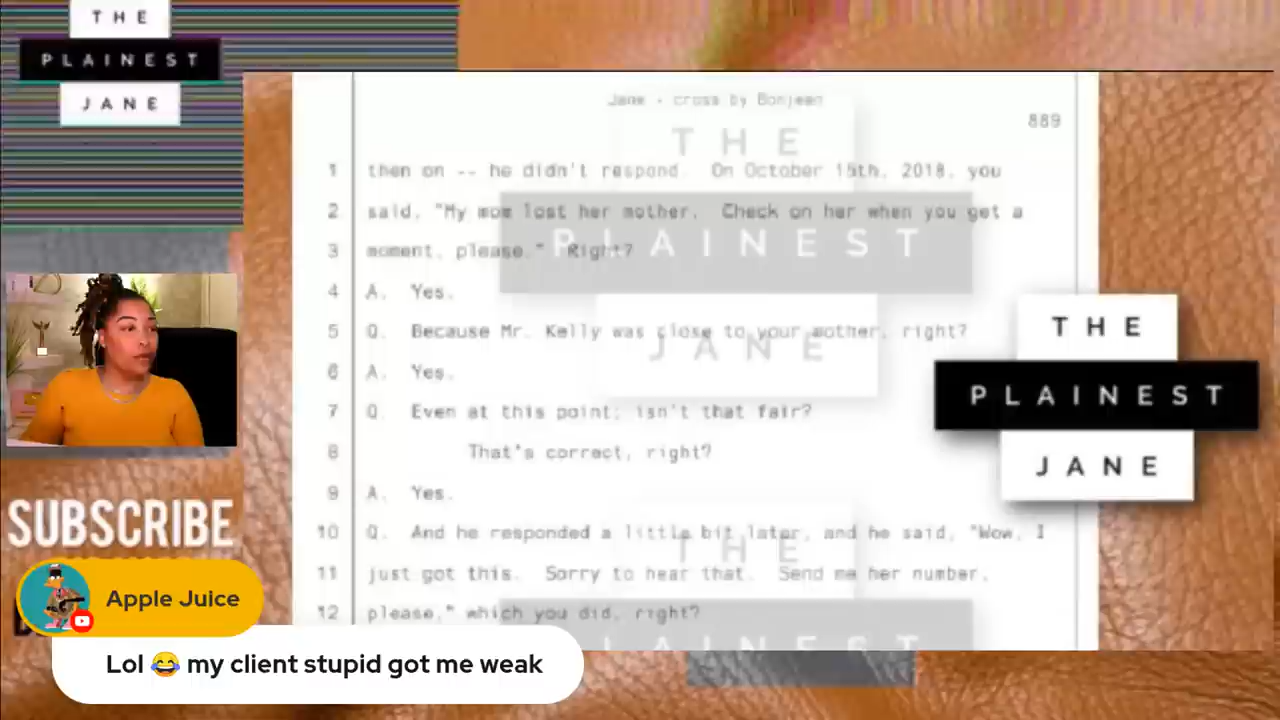 THE
PLAINEST
JANE
Jane - cross by Bonjean
889
1 then on -- he didn't respond. On October 15th, 2018, you
2 said, "My mom lost her mother. Check on her when you get a
3 moment, please." Right?
4 A. Yes.
5 Q. Because Mr. Kelly was close to your mother, right?
6 A. Yes.
7 Q. Even at this point; isn't that fair?
8 That's correct, right?
9 A. Yes.
10 Q. And he responded a little bit later, and he said, "Wow, I
11 just got this. Sorry to hear that. Send me her number,
12 please," which you did, right?
THE
PLAINEST
JANE
THE
PLAINEST
THE
PLAINEST
JANE
SUBSCRIBE
Apple Juice
Lol 😂 my client stupid got me weak